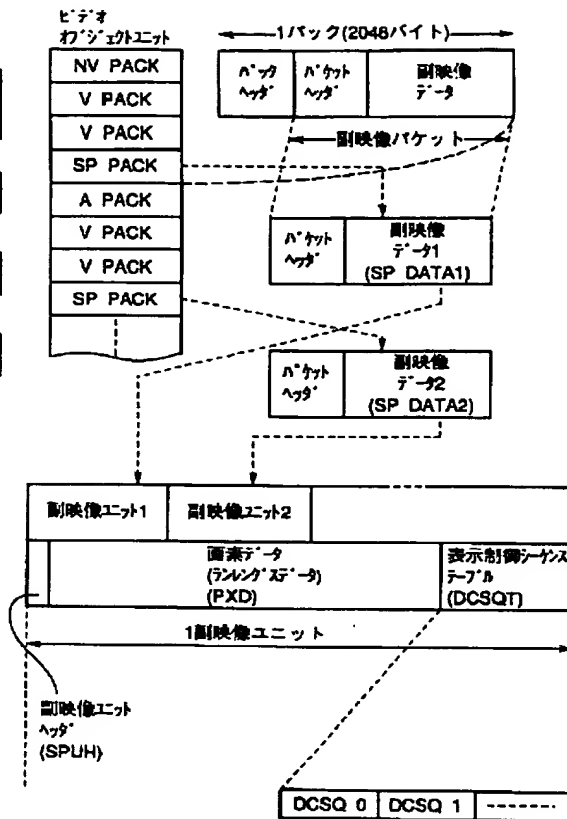 ビデオ
オブジェクトユニット
NV PACK
V PACK
V PACK
SP PACK
A PACK
V PACK
V PACK
SP PACK
1パック(2048バイト)
パック
ヘッダ
パケット
ヘッダ
副映像
データ
副映像パケット
パケット
ヘッダ
副映像
データ1
(SP DATA1)
パケット
ヘッダ
副映像
データ2
(SP DATA2)
副映像ユニット1
副映像ユニット2
画素データ
(ランレングスデータ)
(PXD)
表示制御シーケンス
テーブル
(DCSQT)
1副映像ユニット
副映像ユニット
ヘッダ
(SPUH)
DCSQ 0
DCSQ 1